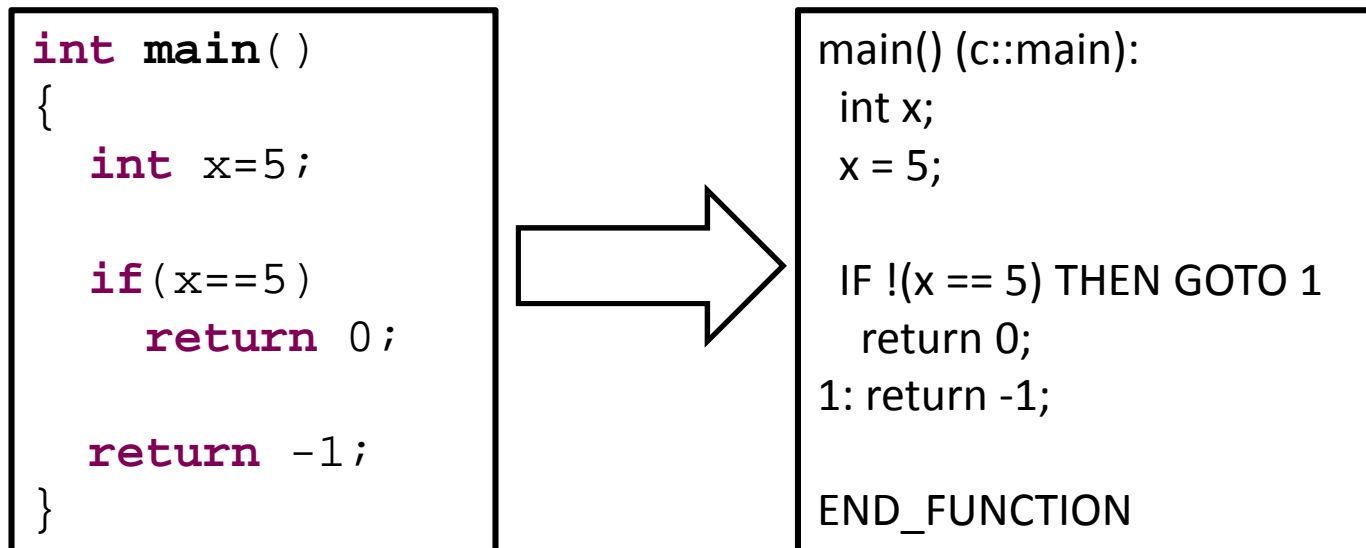 int main()
{
int x=5;
if(x==5)
return 0;
return -1;
}
main() (c::main):
int x;
x = 5;
IF !(x == 5) THEN GOTO 1
return 0;
1: return -1;
END_FUNCTION